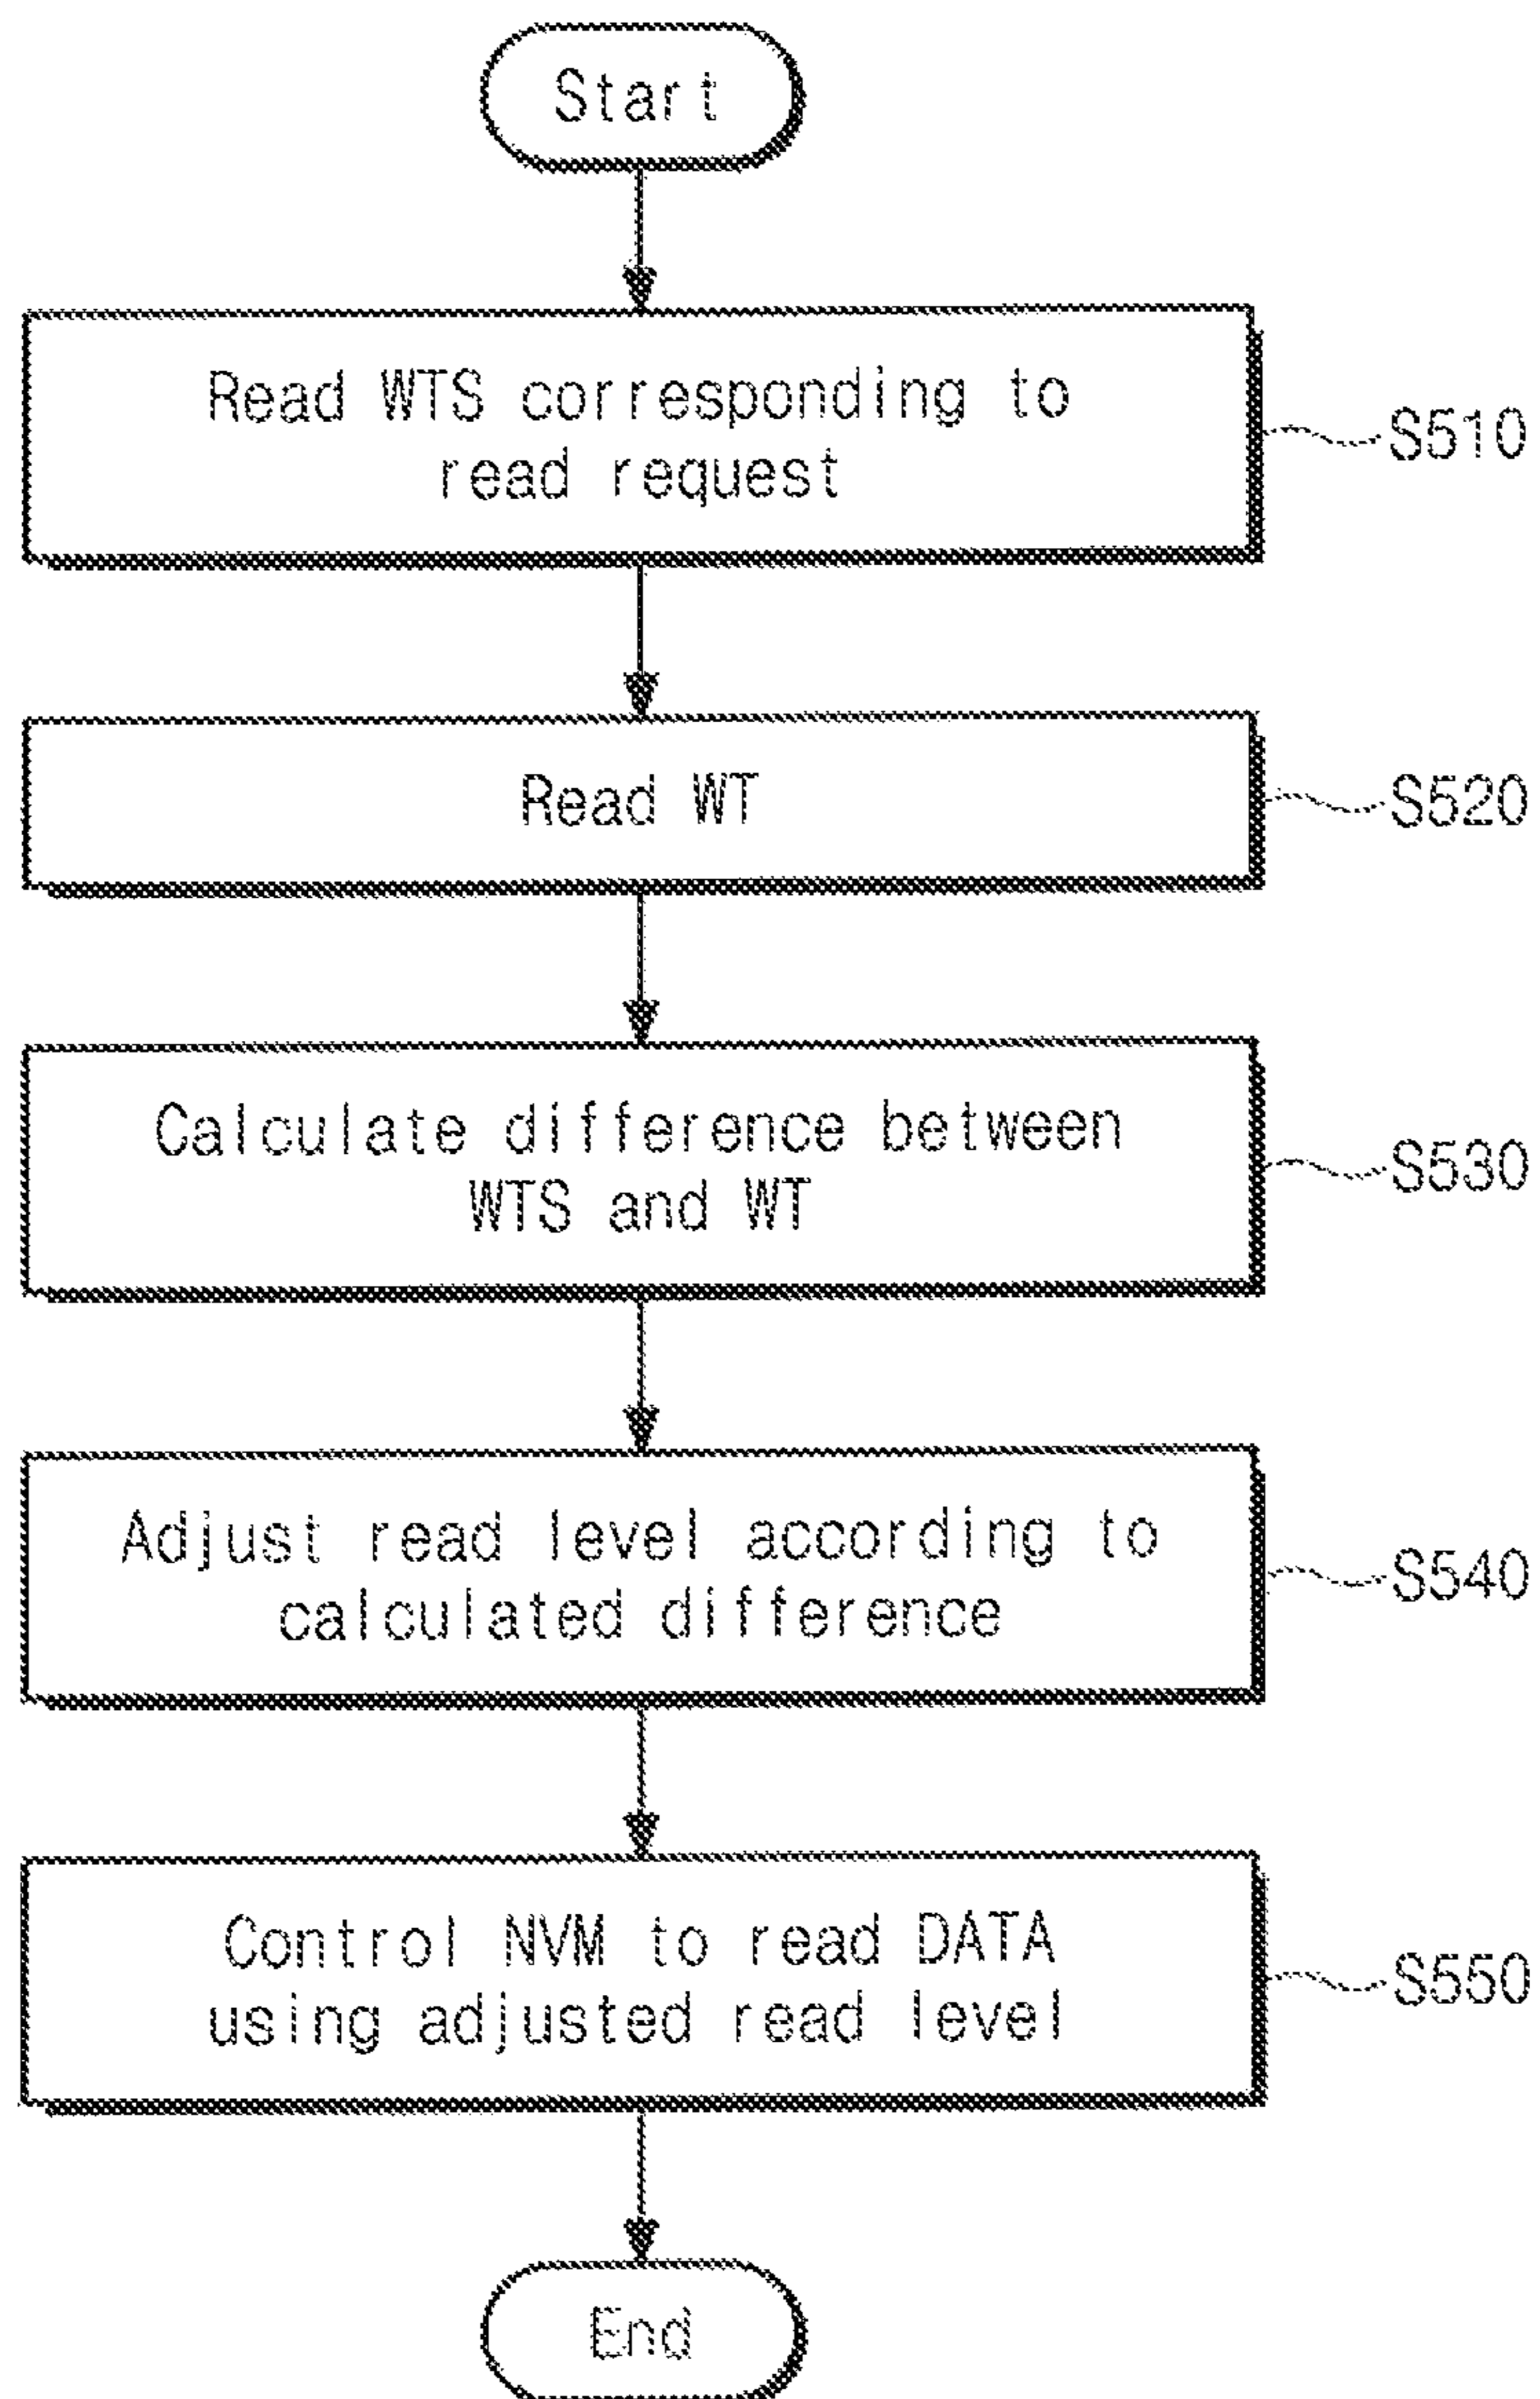 Start
Read WTS corresponding to
read request
S510
Read WT
S520
Calculate difference between
WTS and WT
S530
Adjust read level according to
calculated difference
S540
Control NVM to read DATA
using adjusted read level
S550
End